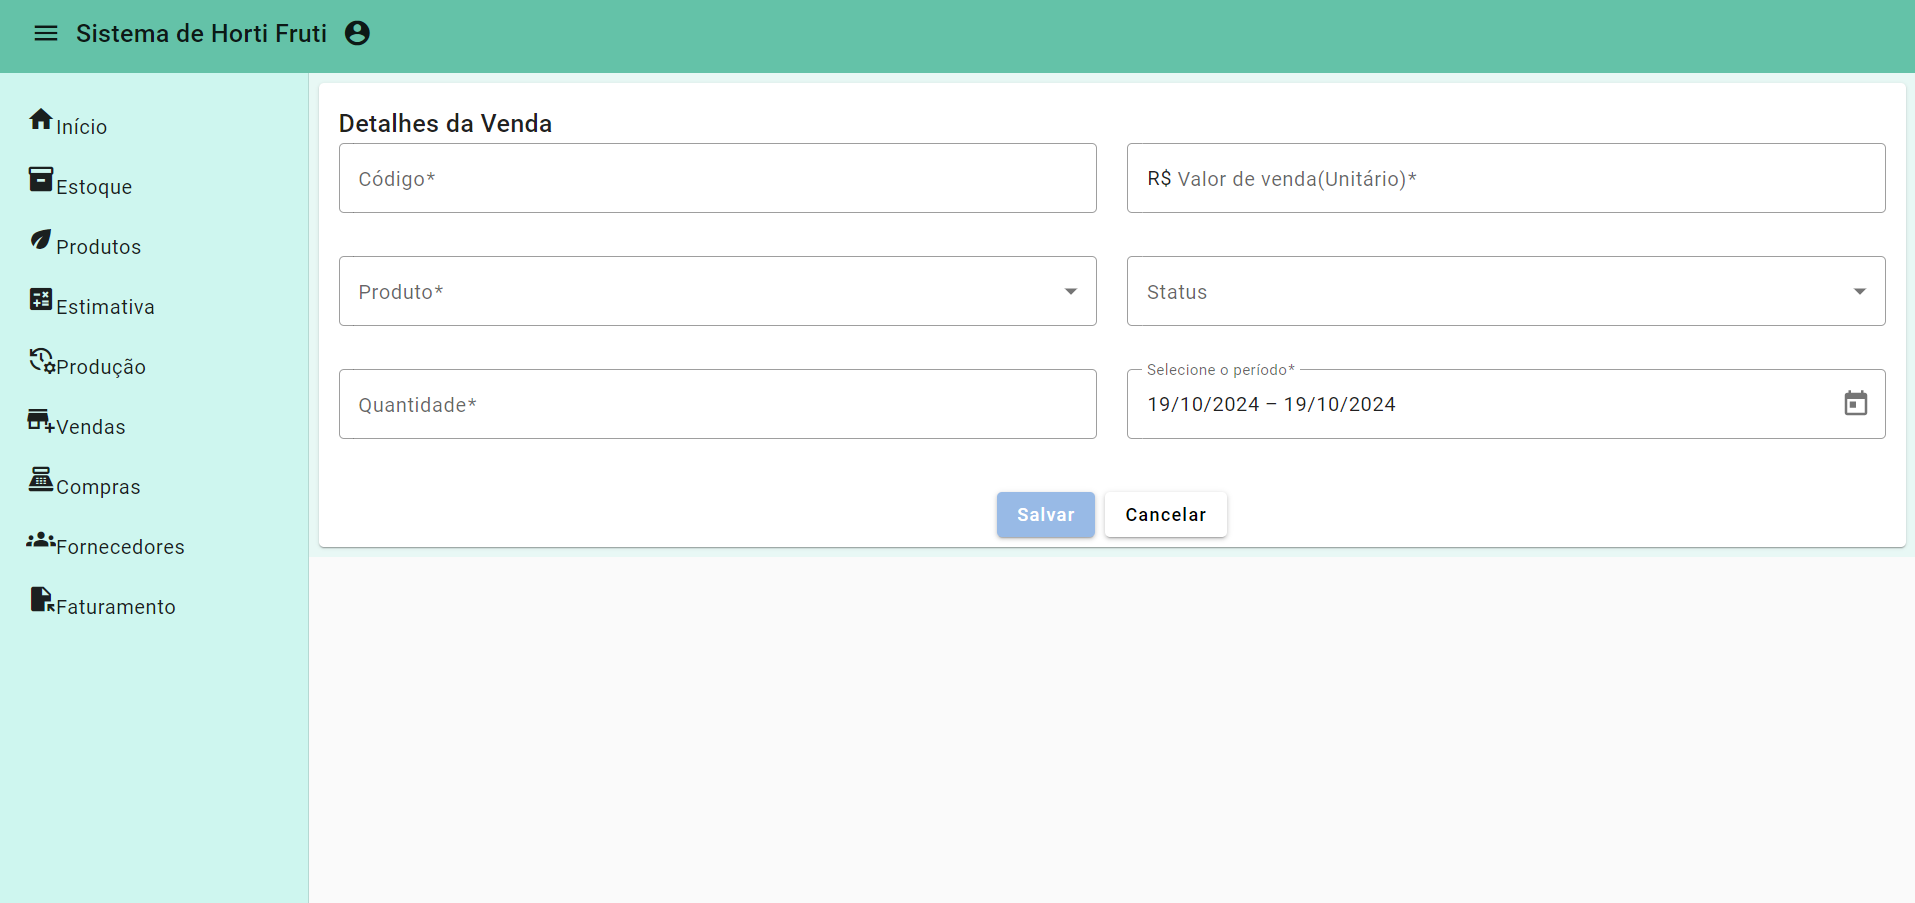 Sistema de Horti Fruti
Início
Estoque
Produtos
Estimativa
Produção
Vendas
Compras
Fornecedores
Faturamento
Detalhes da Venda
Código*
R$ Valor de venda(Unitário)*
Produto*
Status
Quantidade*
Selecione o período*
19/10/2024 – 19/10/2024
Salvar
Cancelar